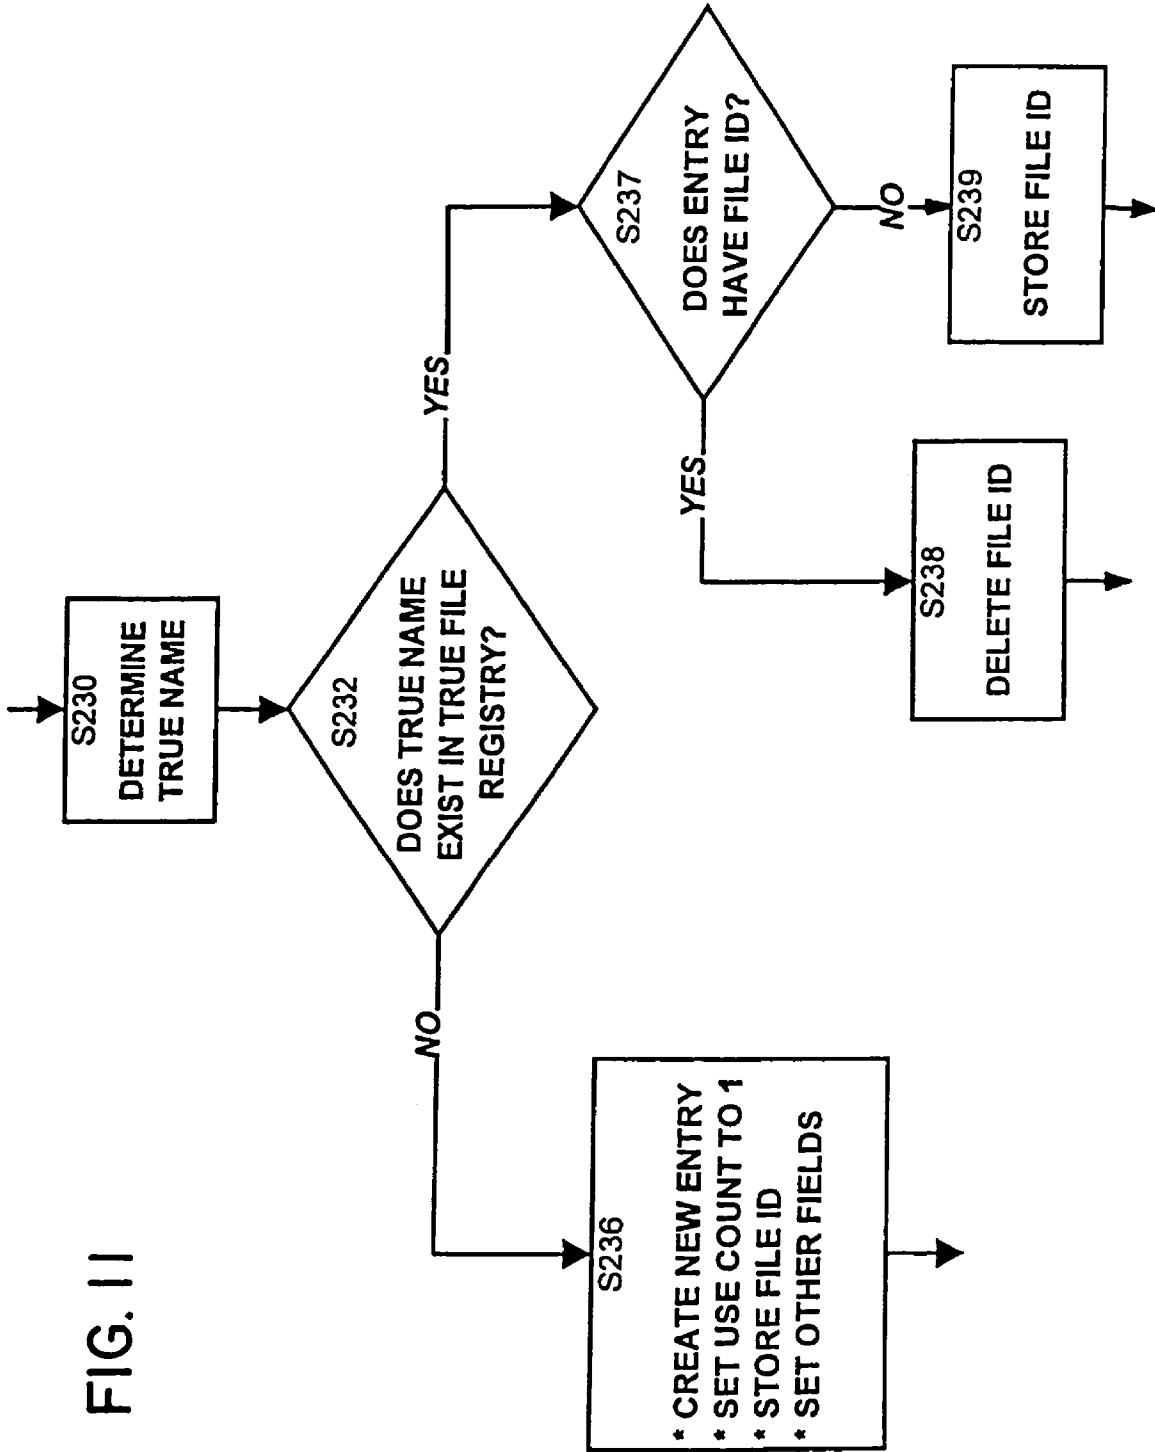 FIG. 11
S230
DETERMINE
TRUE NAME
S232
DOES TRUE NAME
EXIST IN TRUE FILE
REGISTRY?
NO
YES
S236
* CREATE NEW ENTRY
* SET USE COUNT TO 1
* STORE FILE ID
* SET OTHER FIELDS
S237
DOES ENTRY
HAVE FILE ID?
YES
NO
S238
DELETE FILE ID
S239
STORE FILE ID